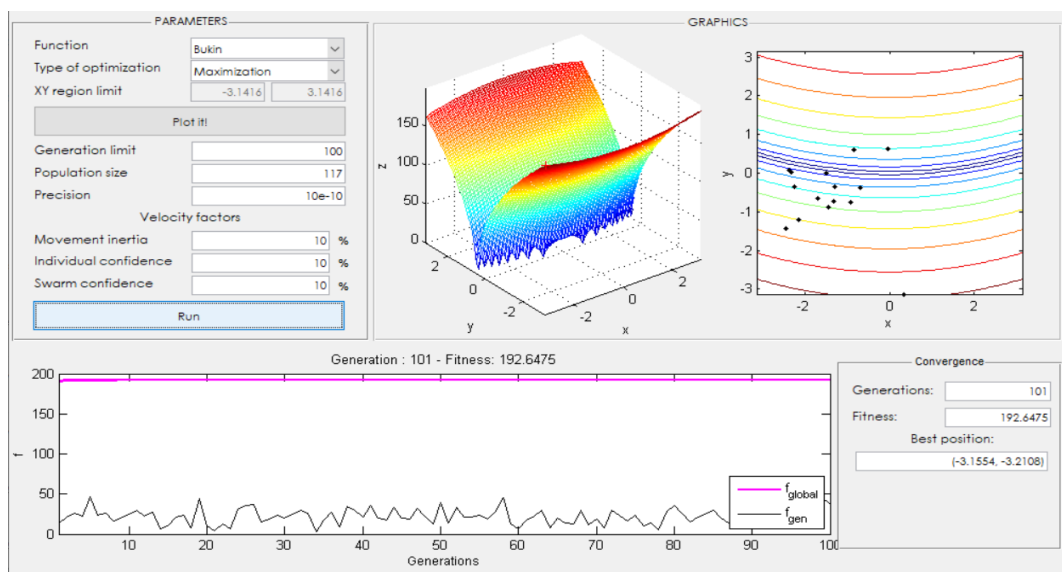 PARAMETERS
Function Bukin
Type of optimization Maximization
XY region limit -3.1416 3.1416
Plot it!
Generation limit 100
Population size 117
Precision 10e-10
Velocity factors
Movement inertia 10 %
Individual confidence 10 %
Swarm confidence 10 %
Run
GRAPHICS
150
100
50
0
z
2
0
-2
y
-2
0
2
x
3
2
1
0
-1
-2
-3
y
-2 0 2
x
Generation : 101 - Fitness: 192.6475
200
150
100
50
0
f
10 20 30 40 50 60 70 80 90 100
Generations
f_global
f_gen
Convergence
Generations: 101
Fitness: 192.6475
Best position:
(-3.1554, -3.2108)